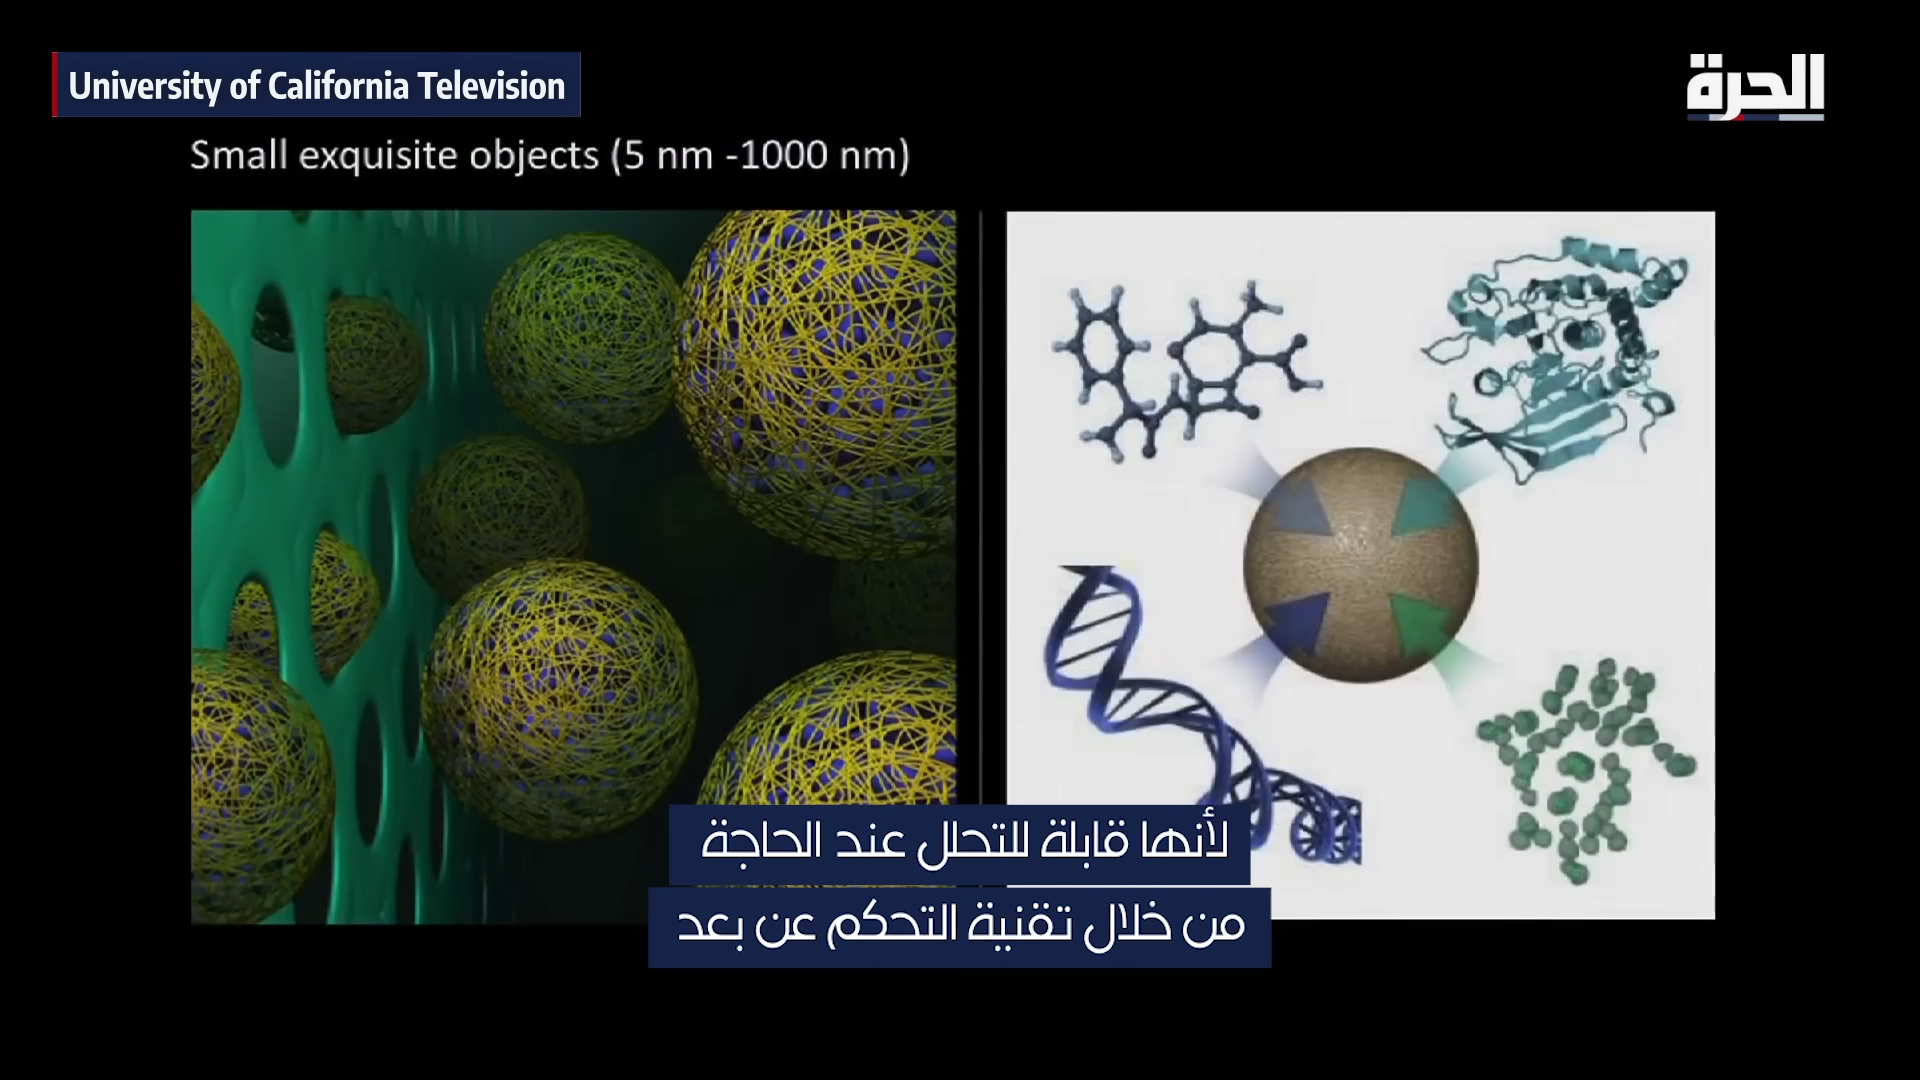 University of California Television
الحرة
Small exquisite objects (5 nm -1000 nm)
لأنها قابلة للتحلل عند الحاجة
من خلال تقنية التحكم عن بعد